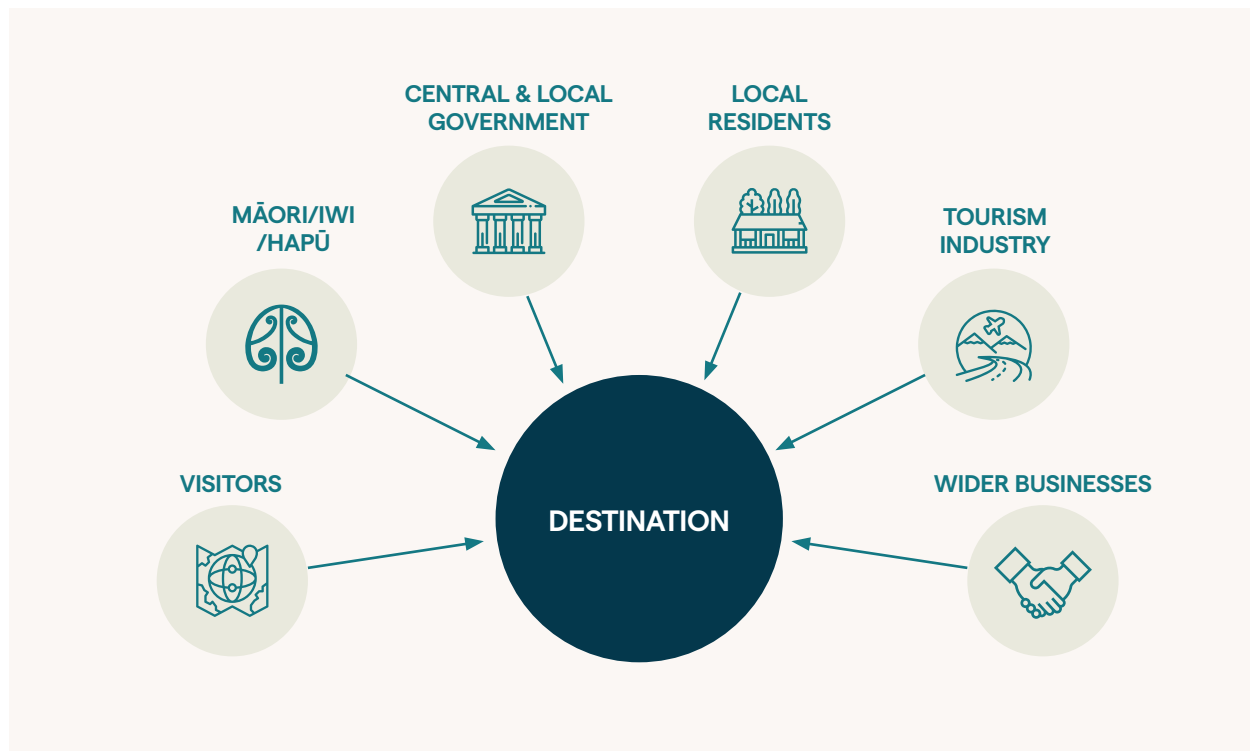 CENTRAL & LOCAL
GOVERNMENT
LOCAL
RESIDENTS
MĀORI/IWI
/HAPŪ
TOURISM
INDUSTRY
VISITORS
WIDER BUSINESSES
DESTINATION